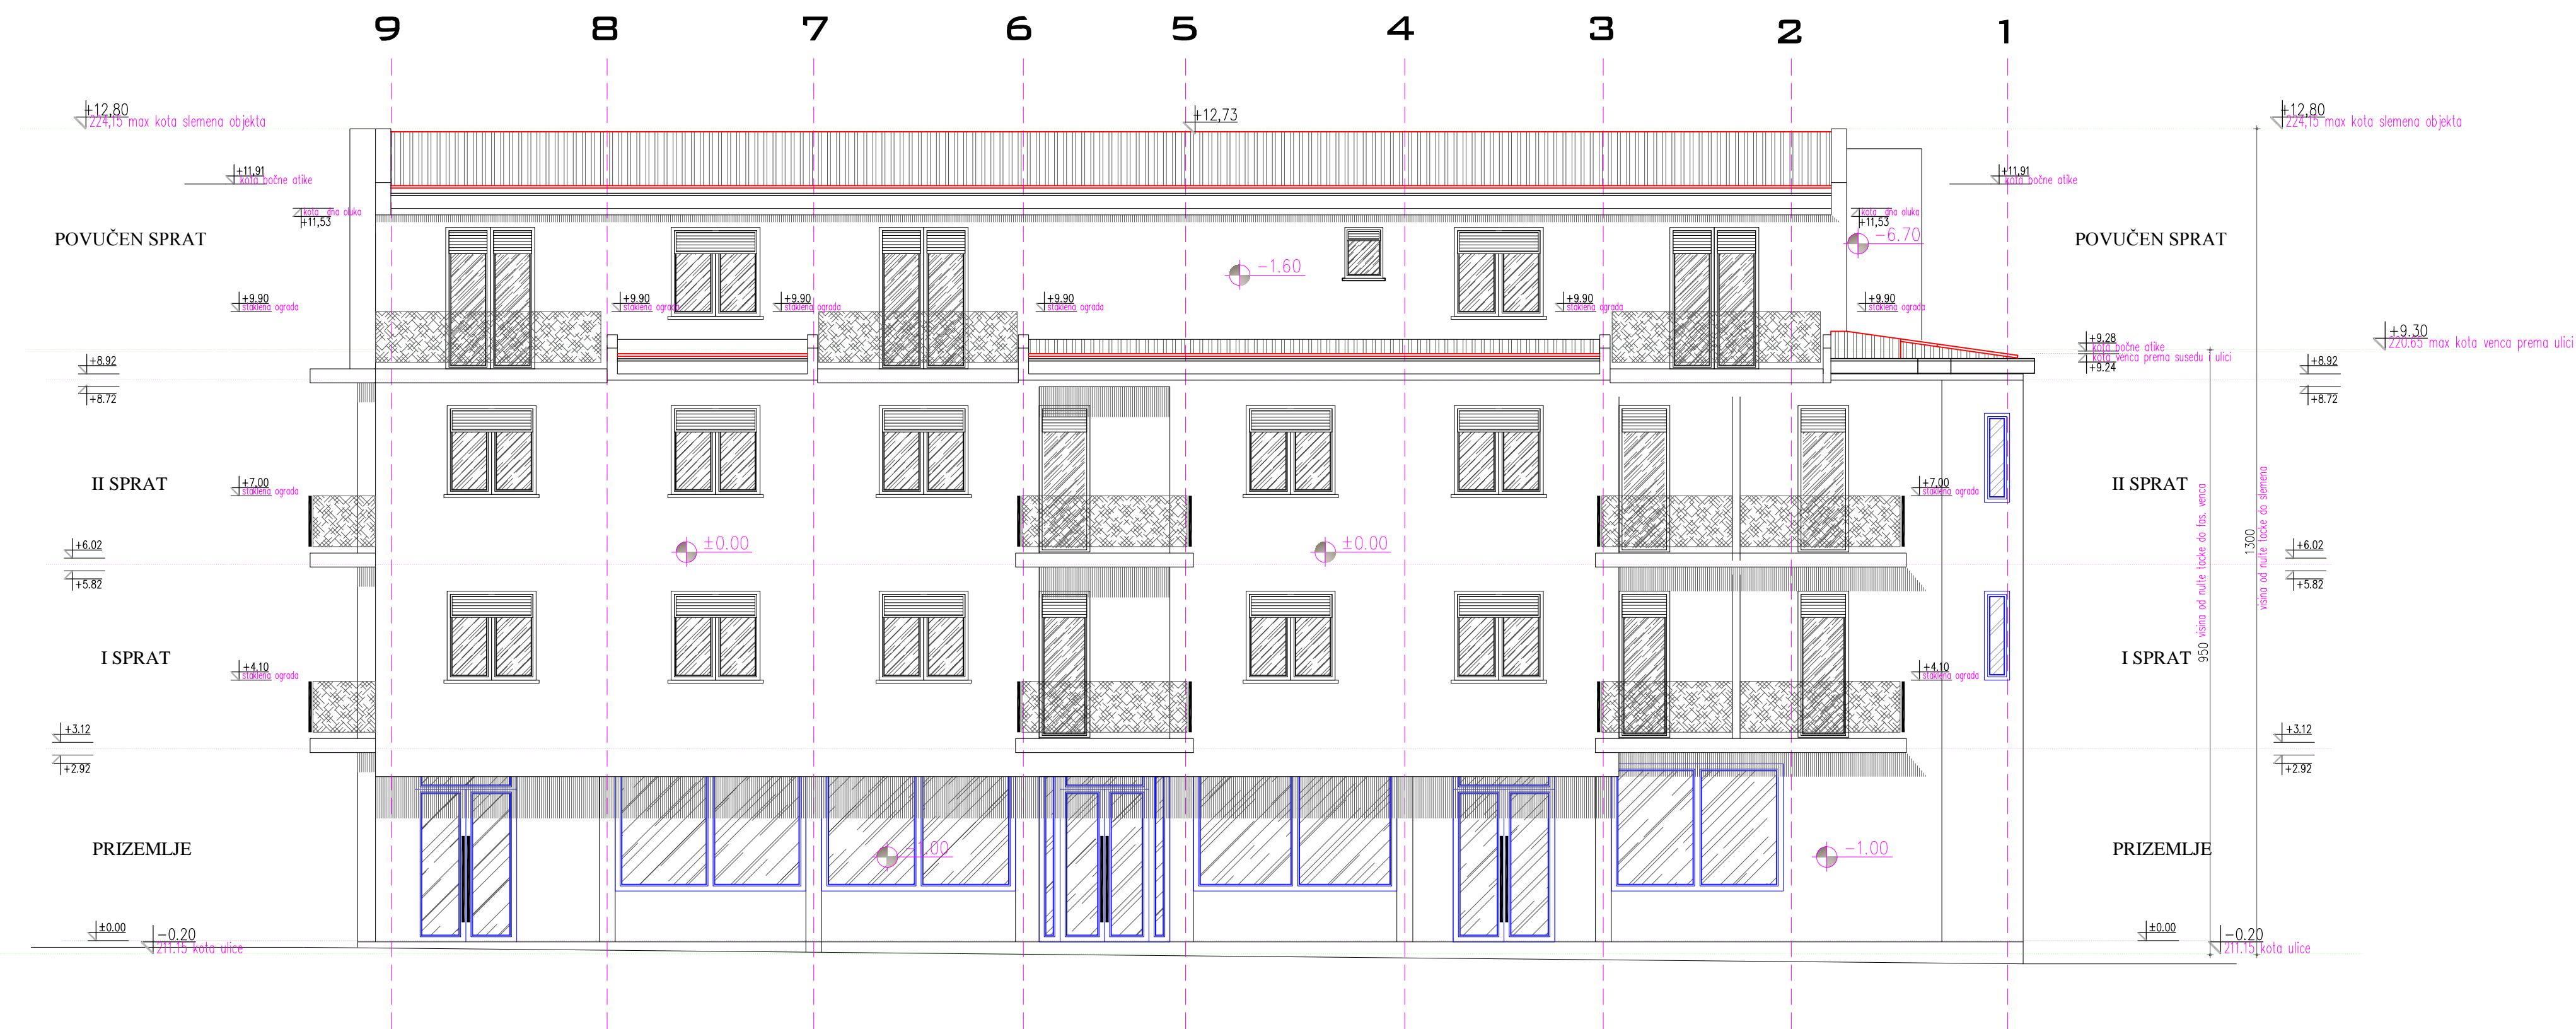 9 8 7 6 5 4 3 2 1
+12,80
224,15 max kota slemena objekta
+12,73
+12,80
224,15 max kota slemena objekta
+11,91
kota bočne atike
+11,91
kota bočne atike
kota dna oluka
+11,53
kota dna oluka
+11,53
POVUČEN SPRAT
-1.60
-6.70
POVUČEN SPRAT
+9.90
staklena ograda
+9.90
staklena ograda
+9.90
staklena ograda
+9.90
staklena ograda
+9.90
staklena ograda
+9.90
staklena ograda
+9.28
kota bočne atike
kota venca prema susedu i ulici
+9.24
+9.30
220.65 max kota venca prema ulici
+8.92
+8.72
+8.92
+8.72
II SPRAT
+7.00
staklena ograda
+7.00
staklena ograda
II SPRAT
+6.02
+5.82
±0.00
±0.00
+6.02
+5.82
950 visina od nulte tacke do fas. venca
1300
visina od nulte tacke do slemena
I SPRAT
+4.10
staklena ograda
+4.10
staklena ograda
I SPRAT
+3.12
+2.92
+3.12
+2.92
PRIZEMLJE
-1.00
-1.00
PRIZEMLJE
±0.00
-0.20
211.15 kota ulice
±0.00
-0.20
211.15 kota ulice